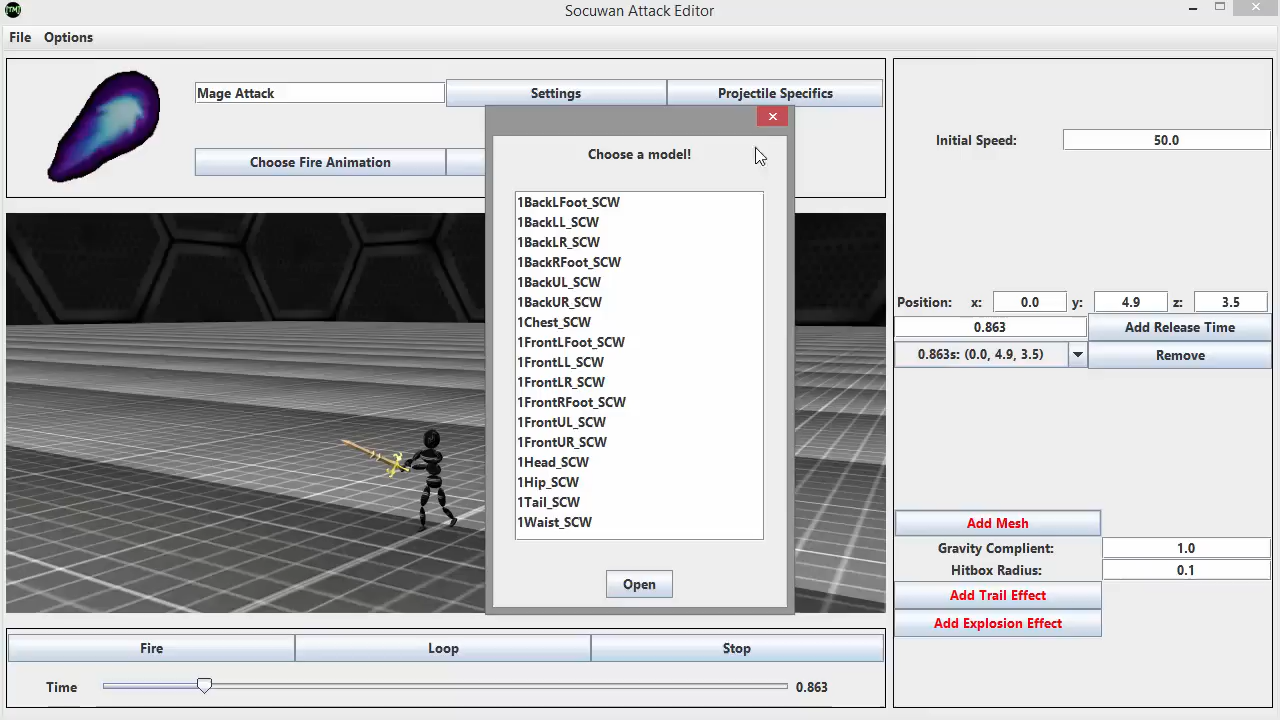 Socuwan Attack Editor
File Options
Mage Attack
Settings
Projectile Specifics
Choose Fire Animation
Choose a model!
1BackLFoot_SCW
1BackLL_SCW
1BackLR_SCW
1BackRFoot_SCW
1BackUL_SCW
1BackUR_SCW
1Chest_SCW
1FrontLFoot_SCW
1FrontLL_SCW
1FrontLR_SCW
1FrontRFoot_SCW
1FrontUL_SCW
1FrontUR_SCW
1Head_SCW
1Hip_SCW
1Tail_SCW
1Waist_SCW
Open
Initial Speed: 50.0
Position: x: 0.0 y: 4.9 z: 3.5
0.863 Add Release Time
0.863s: (0.0, 4.9, 3.5) Remove
Add Mesh
Gravity Complient: 1.0
Hitbox Radius: 0.1
Add Trail Effect
Add Explosion Effect
Fire Loop Stop
Time 0.863